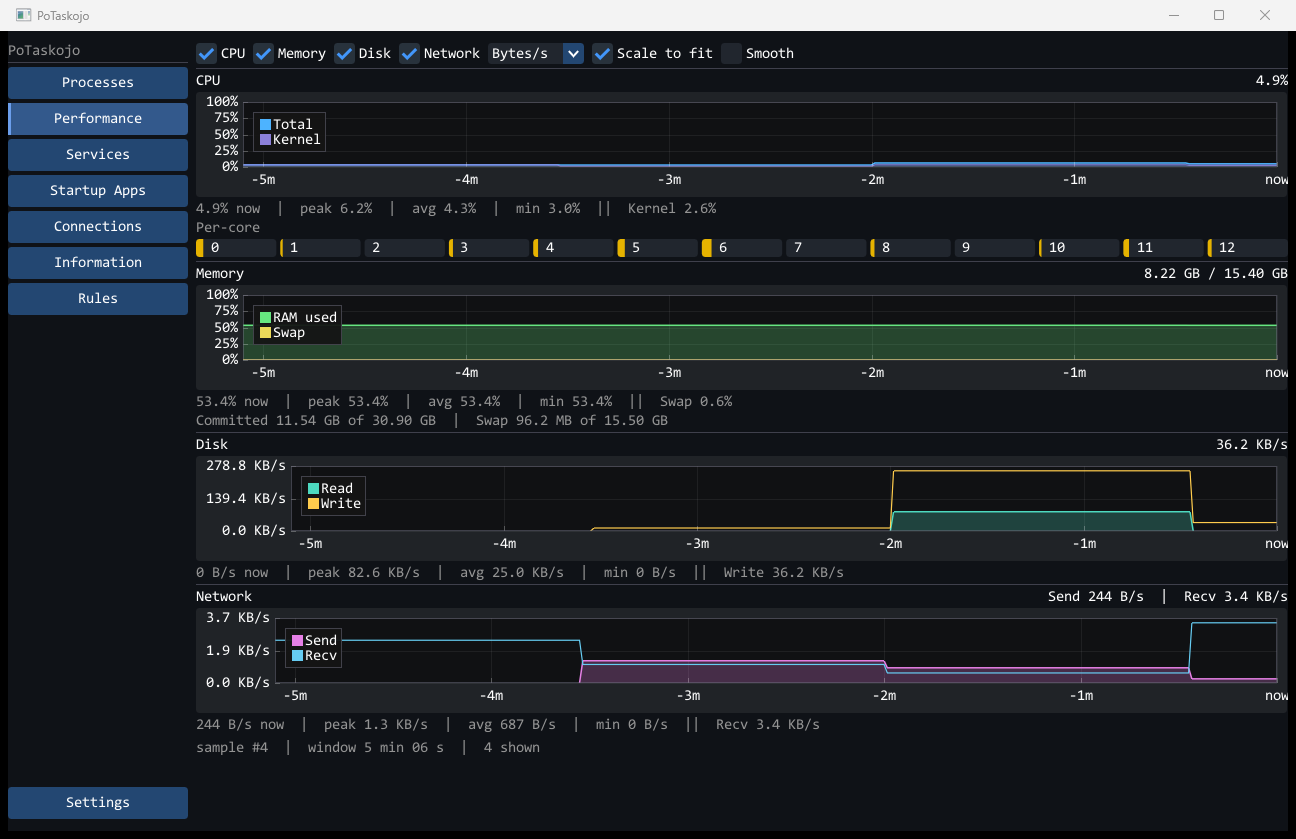 PoTaskojo
PoTaskojo
Processes
Performance
Services
Startup Apps
Connections
Information
Rules
Settings
CPU Memory Disk Network Bytes/s Scale to fit Smooth
CPU 4.9%
100%
75%
50%
25%
0%
Total
Kernel
-5m -4m -3m -2m -1m now
4.9% now | peak 6.2% | avg 4.3% | min 3.0% || Kernel 2.6%
Per-core
0 1 2 3 4 5 6 7 8 9 10 11 12
Memory 8.22 GB / 15.40 GB
100%
75%
50%
25%
0%
RAM used
Swap
-5m -4m -3m -2m -1m now
53.4% now | peak 53.4% | avg 53.4% | min 53.4% || Swap 0.6%
Committed 11.54 GB of 30.90 GB | Swap 96.2 MB of 15.50 GB
Disk 36.2 KB/s
278.8 KB/s
139.4 KB/s
0.0 KB/s
Read
Write
-5m -4m -3m -2m -1m now
0 B/s now | peak 82.6 KB/s | avg 25.0 KB/s | min 0 B/s || Write 36.2 KB/s
Network Send 244 B/s | Recv 3.4 KB/s
3.7 KB/s
1.9 KB/s
0.0 KB/s
Send
Recv
-5m -4m -3m -2m -1m now
244 B/s now | peak 1.3 KB/s | avg 687 B/s | min 0 B/s || Recv 3.4 KB/s
sample #4 | window 5 min 06 s | 4 shown